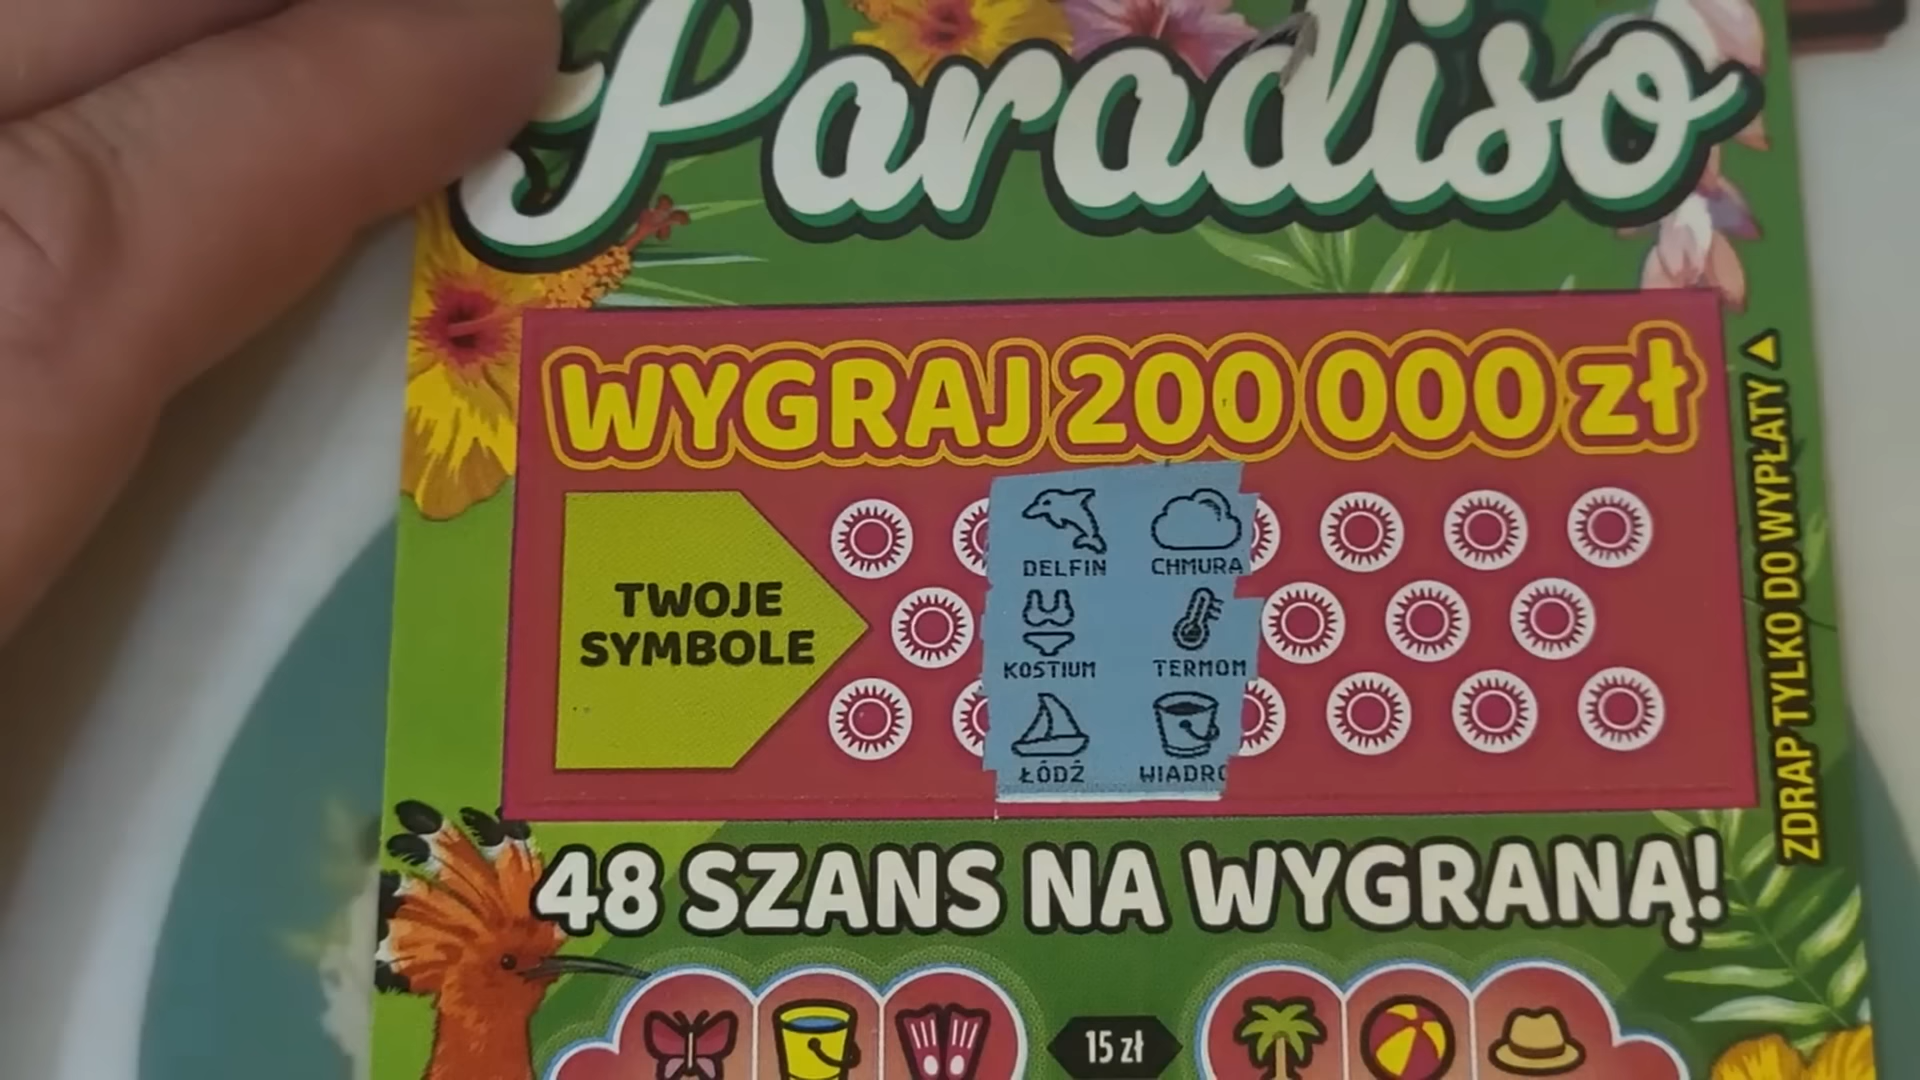 Paradiso
WYGRAJ 200 000 zł
TWOJE
SYMBOLE
DELFIN CHMURA
KOSTIUM TERMOM
ŁÓDŹ WIADRO
ZDRAP TYLKO DO WYPŁATY
48 SZANS NA WYGRANĄ!
15 zł